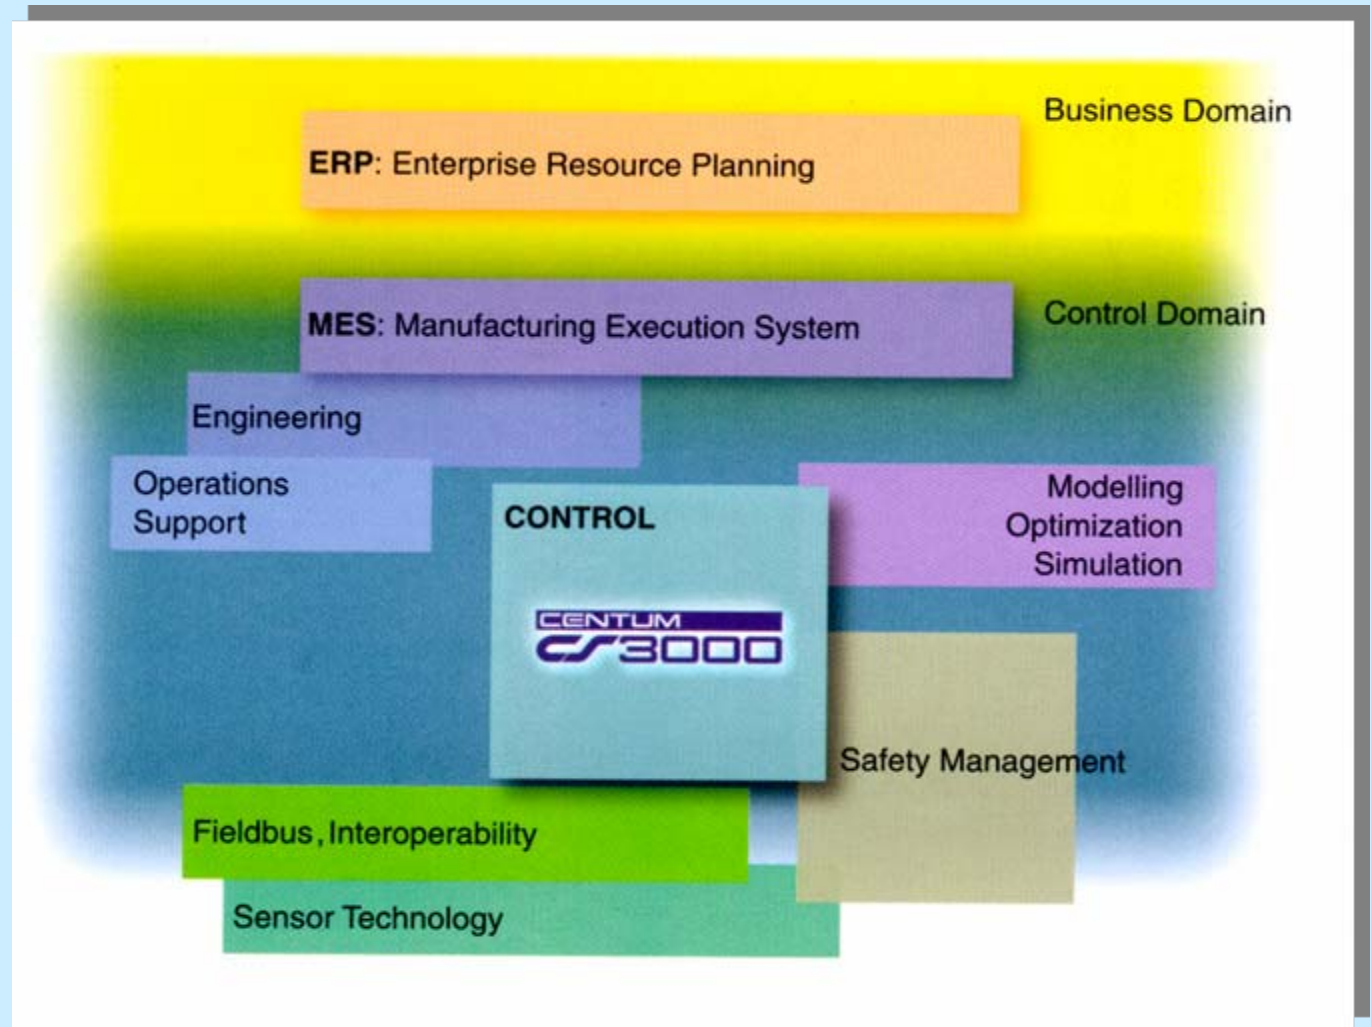 Business Domain
ERP: Enterprise Resource Planning
MES: Manufacturing Execution System
Control Domain
Engineering
Operations
Support
CONTROL
CENTUM
CS3000
Modelling
Optimization
Simulation
Safety Management
Fieldbus, Interoperability
Sensor Technology